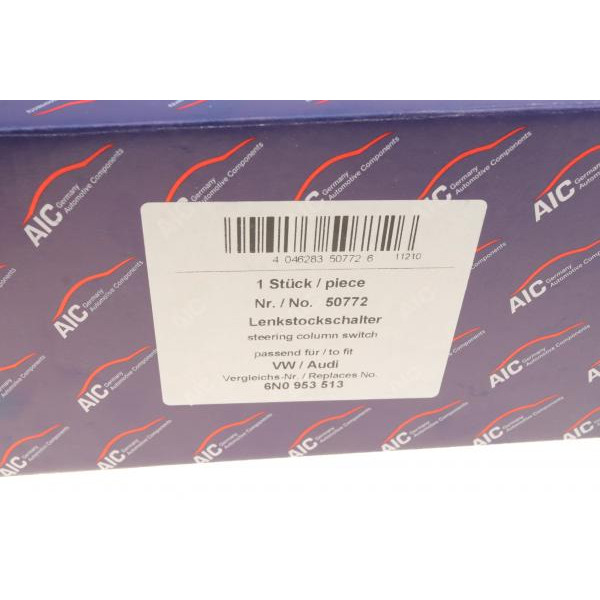 AIC Germany
Automotive Components
4 046283 50772 6 11210
1 Stück / piece
Nr. / No. 50772
Lenkstockschalter
steering column switch
passend für / to fit
VW / Audi
Vergleichs-Nr. / Replaces No.
6N0 953 513